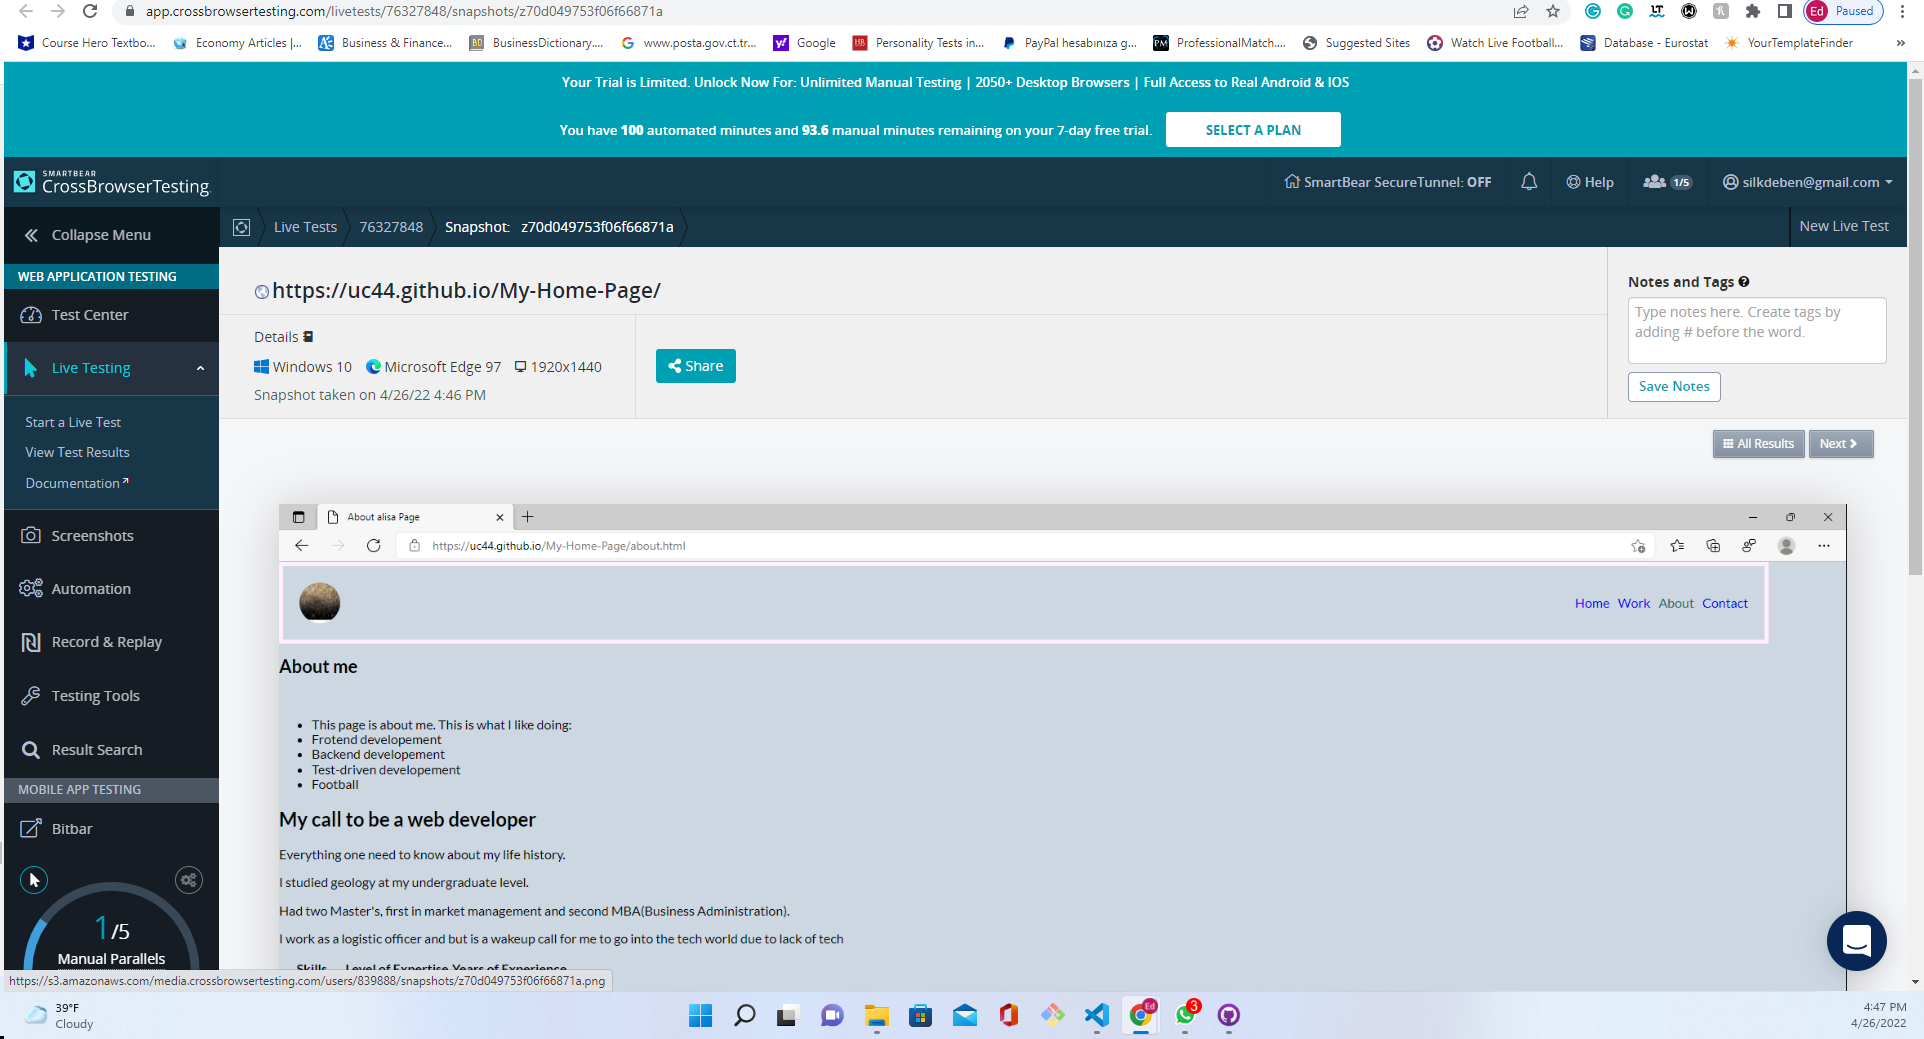 app.crossbrowsertesting.com/livetests/76327848/snapshots/z70d049753f06f66871a
Ed Paused
Course Hero Textbo... Economy Articles |... Business & Finance... BusinessDictionary.... www.posta.gov.ct.tr... Google Personality Tests in... PayPal hesabınıza g... ProfessionalMatch.... Suggested Sites Watch Live Football... Database - Eurostat YourTemplateFinder »
Your Trial is Limited. Unlock Now For: Unlimited Manual Testing | 2050+ Desktop Browsers | Full Access to Real Android & IOS
You have 100 automated minutes and 93.6 manual minutes remaining on your 7-day free trial. SELECT A PLAN
SMARTBEAR
CrossBrowserTesting
SmartBear SecureTunnel: OFF Help 1/5 silkdeben@gmail.com
Collapse Menu
Live Tests 76327848 Snapshot: z70d049753f06f66871a New Live Test
WEB APPLICATION TESTING
Test Center
Live Testing
Start a Live Test
View Test Results
Documentation
Screenshots
Automation
Record & Replay
Testing Tools
Result Search
MOBILE APP TESTING
Bitbar
1/5
Manual Parallels
https://uc44.github.io/My-Home-Page/
Details
Windows 10 Microsoft Edge 97 1920x1440
Snapshot taken on 4/26/22 4:46 PM
Share
Notes and Tags
Type notes here. Create tags by
adding # before the word.
Save Notes
All Results Next
About alisa Page
https://uc44.github.io/My-Home-Page/about.html
Home Work About Contact
About me
• This page is about me. This is what I like doing:
• Frotend developement
• Backend developement
• Test-driven developement
• Football
My call to be a web developer
Everything one need to know about my life history.
I studied geology at my undergraduate level.
Had two Master's, first in market management and second MBA(Business Administration).
I work as a logistic officer and but is a wakeup call for me to go into the tech world due to lack of tech
Skills Level of Expertise Years of Experience
https://s3.amazonaws.com/media.crossbrowsertesting.com/users/839888/snapshots/z70d049753f06f66871a.png
39°F
Cloudy
Ed
3
4:47 PM
4/26/2022